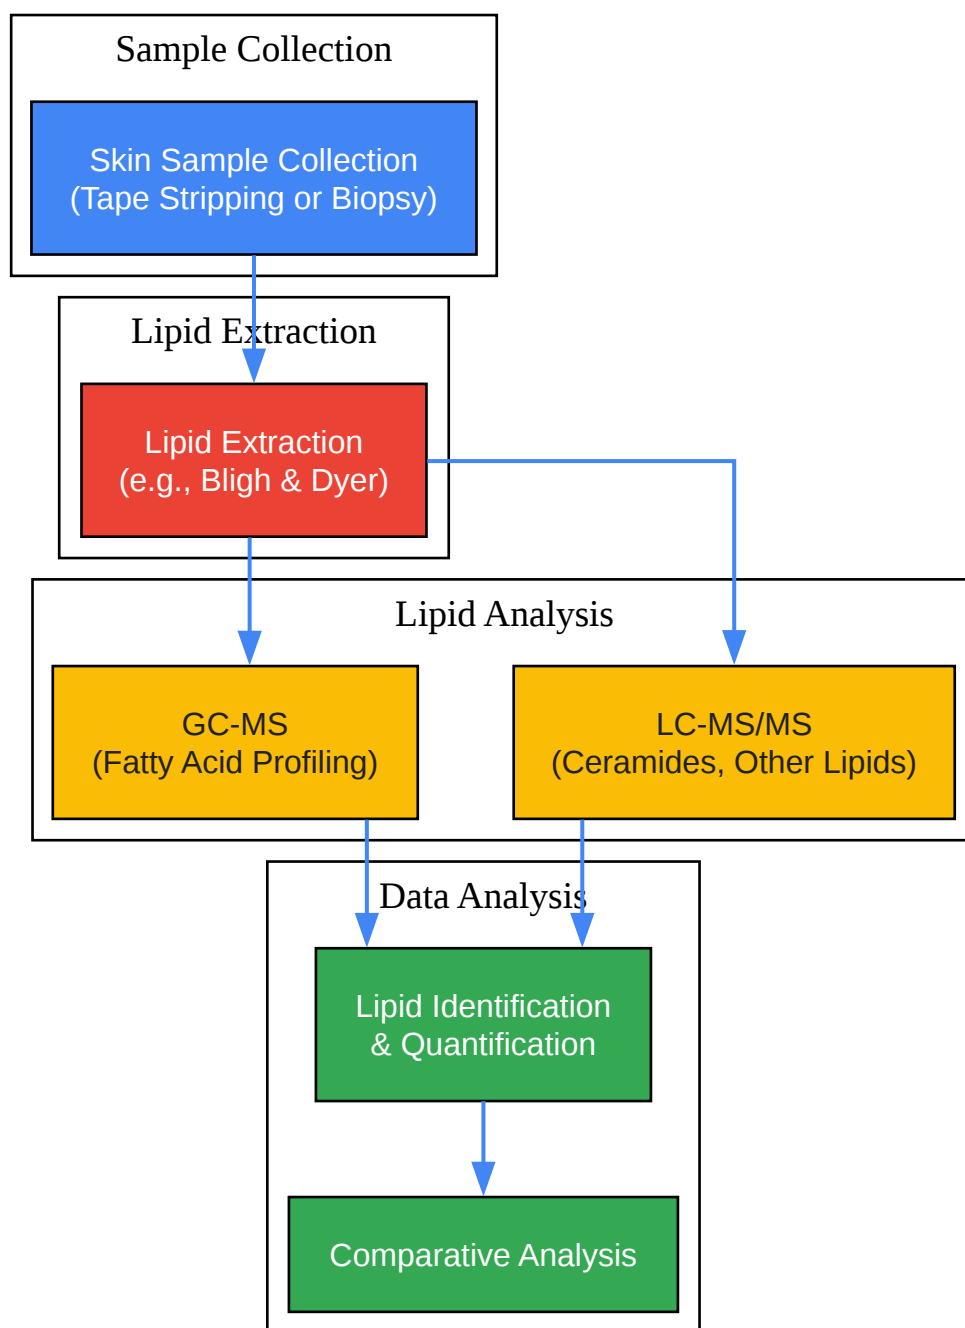 Sample Collection
Skin Sample Collection
(Tape Stripping or Biopsy)
Lipid Extraction
Lipid Extraction
(e.g., Bligh & Dyer)
Lipid Analysis
GC-MS
(Fatty Acid Profiling)
LC-MS/MS
(Ceramides, Other Lipids)
Data Analysis
Lipid Identification
& Quantification
Comparative Analysis